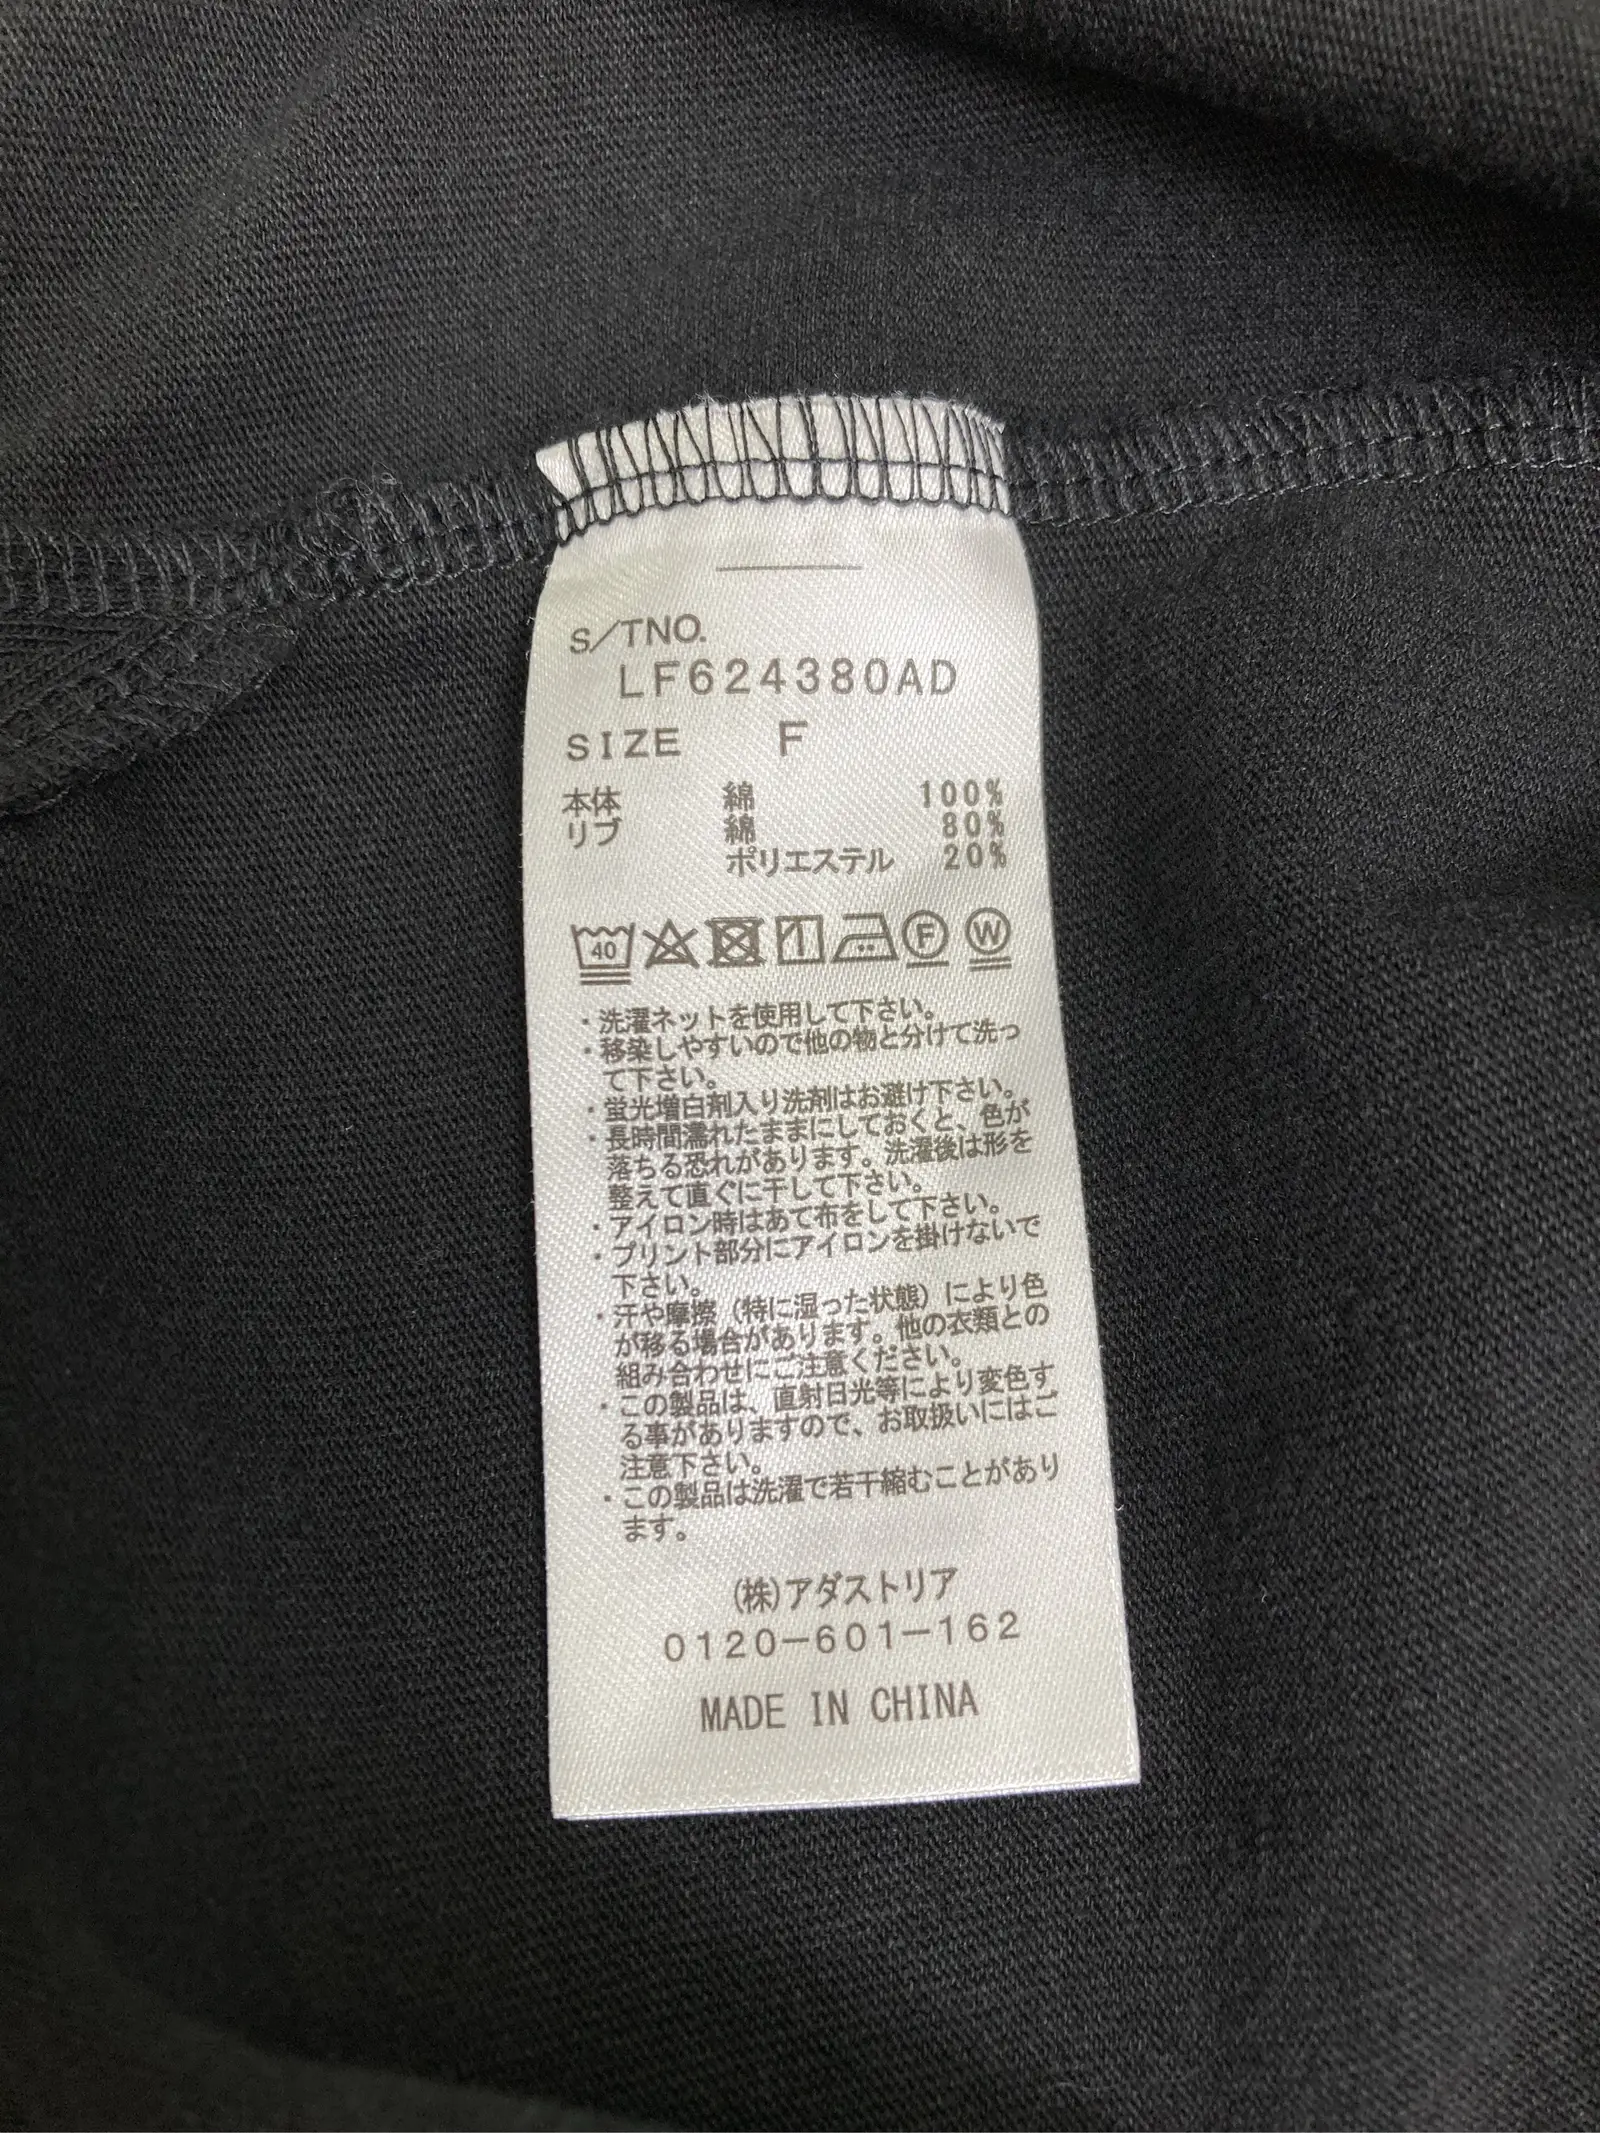 S/TNO.
LF624380AD
SIZE F
本体 綿 100%
リブ 綿 80%
ポリエステル 20%
40 F W
・洗濯ネットを使用して下さい。
・移染しやすいので他の物と分けて洗っ
て下さい。
・蛍光増白剤入り洗剤はお避け下さい。
・長時間濡れたままにしておくと、色が
落ちる恐れがあります。洗濯後は形を
整えて直ぐに干して下さい。
・アイロン時はあて布をして下さい。
・プリント部分にアイロンを掛けないで
下さい。
・汗や摩擦（特に湿った状態）により色
が移る場合があります。他の衣類との
組み合わせにご注意ください。
・この製品は、直射日光等により変色す
る事がありますので、お取扱いにはご
注意下さい。
・この製品は洗濯で若干縮むことがあり
ます。
(株)アダストリア
0120-601-162
MADE IN CHINA